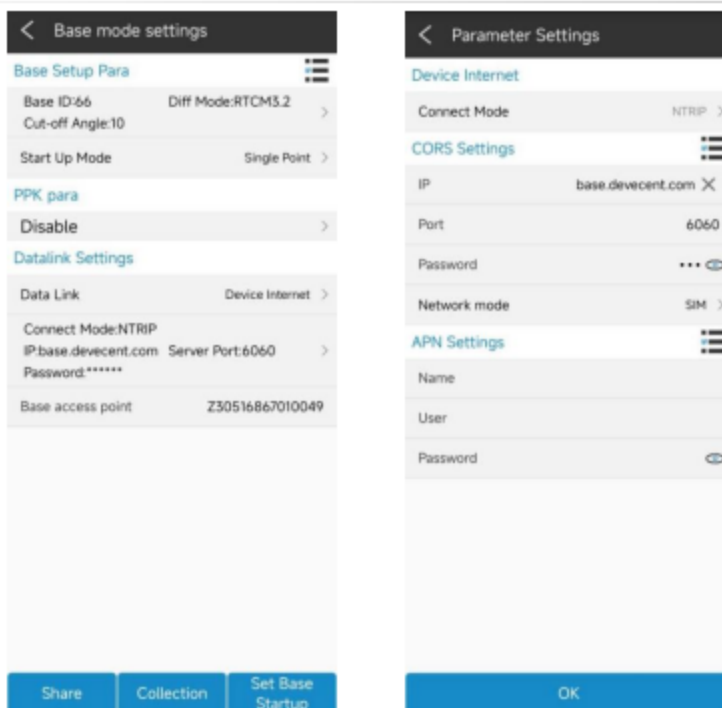 Base mode settings
Base Setup Para
Base ID:66 Diff Mode:RTCM3.2
Cut-off Angle:10
Start Up Mode Single Point
PPK para
Disable
Datalink Settings
Data Link Device Internet
Connect Mode:NTRIP
IP:base.devecent.com Server Port:6060
Password:******
Base access point Z30516867010049
Share Collection Set Base
Startup
Parameter Settings
Device Internet
Connect Mode NTRIP
CORS Settings
IP base.devecent.com
Port 6060
Password •••
Network mode SIM
APN Settings
Name
User
Password
OK